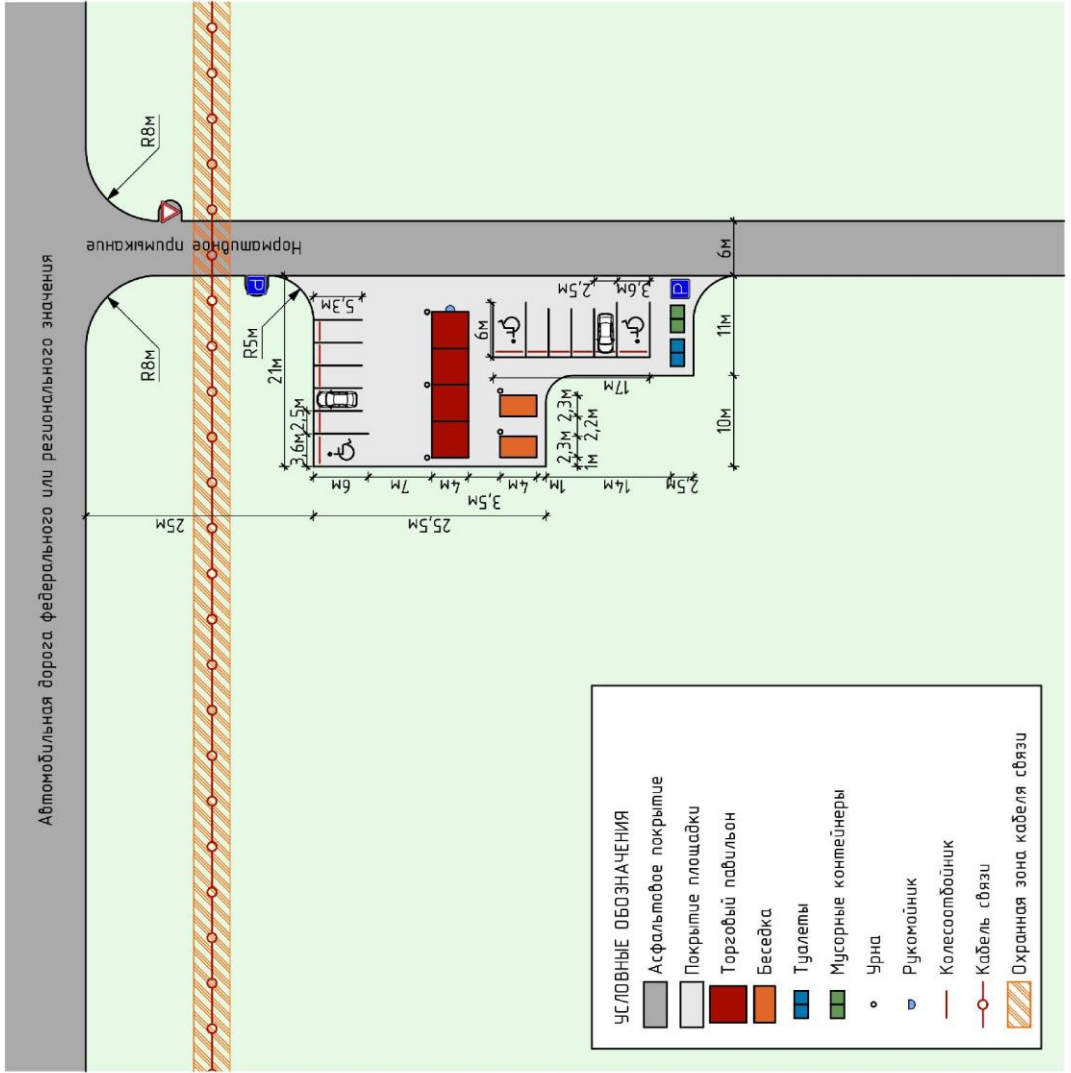 Автомобильная дорога федерального или регионального значения
Нормативное примыкание
R8м
R8м
R5м
21м
3,6м
2,5м
5,3м
6м
2,5м
3,6м
P
P
6м
11м
10м
17м
2,3м
2,2м
2,3м
1м
6м
7м
4м
3,5м
4м
1м
14м
2,5м
25м
25,5м
УСЛОВНЫЕ ОБОЗНАЧЕНИЯ
Асфальтовое покрытие
Покрытие площадки
Торговый павильон
Беседка
Туалеты
Мусорные контейнеры
Урна
Рукомойник
Колесоотбойник
Кабель связи
Охранная зона кабеля связи